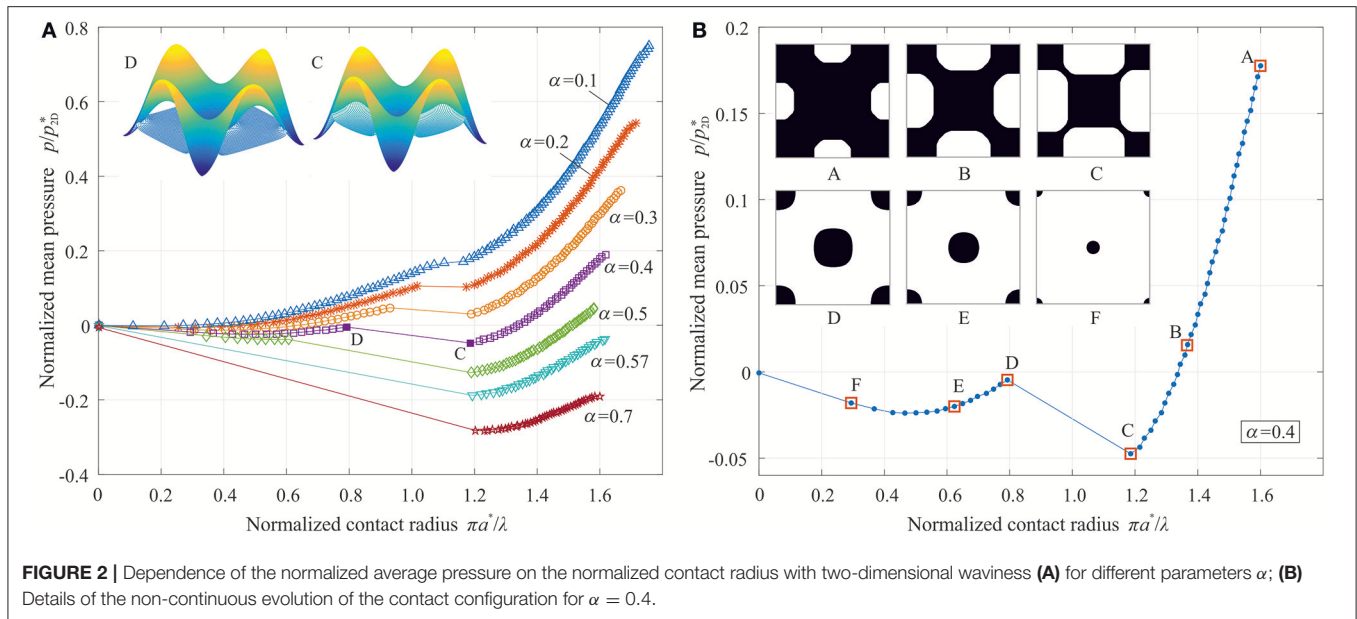 A
0.8
0.6
0.4
0.2
0
-0.2
-0.4
Normalized mean pressure p/p*2D
0
0.2
0.4
0.6
0.8
1.0
1.2
1.4
1.6
Normalized contact radius πa*/λ
D
C
α=0.1
α=0.2
α=0.3
α=0.4
α=0.5
α=0.57
α=0.7
D
C
B
0.2
0.15
0.1
0.05
0
-0.05
Normalized mean pressure p/p*2D
0
0.2
0.4
0.6
0.8
1.0
1.2
1.4
1.6
Normalized contact radius πa*/λ
A
B
C
D
E
F
A
B
C
D
E
F
α=0.4
FIGURE 2 | Dependence of the normalized average pressure on the normalized contact radius with two-dimensional waviness (A) for different parameters α; (B)
Details of the non-continuous evolution of the contact configuration for α = 0.4.